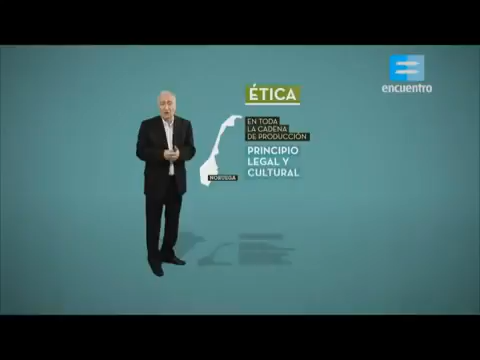 encuentro
ÉTICA
EN TODA
LA CADENA
DE PRODUCCIÓN
PRINCIPIO
LEGAL Y
CULTURAL
NORUEGA